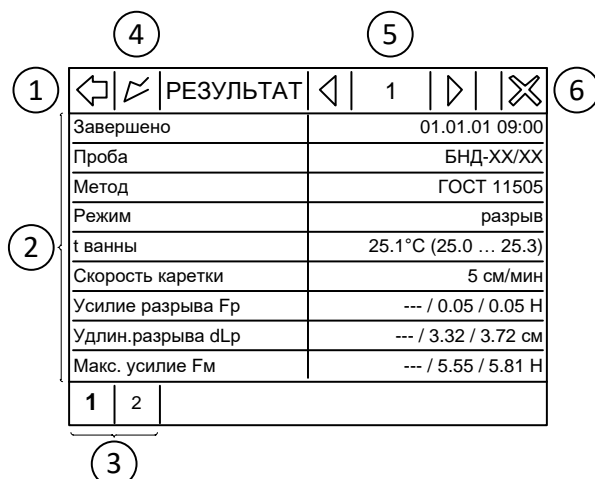 4 5
1 РЕЗУЛЬТАТ 1 6
Завершено 01.01.01 09:00
Проба БНД-XX/XX
Метод ГОСТ 11505
Режим разрыв
2 t ванны 25.1°C (25.0 … 25.3)
Скорость каретки 5 см/мин
Усилие разрыва Fр --- / 0.05 / 0.05 Н
Удлин.разрыва dLр --- / 3.32 / 3.72 см
Макс. усилие Fм --- / 5.55 / 5.81 Н
1 2
3